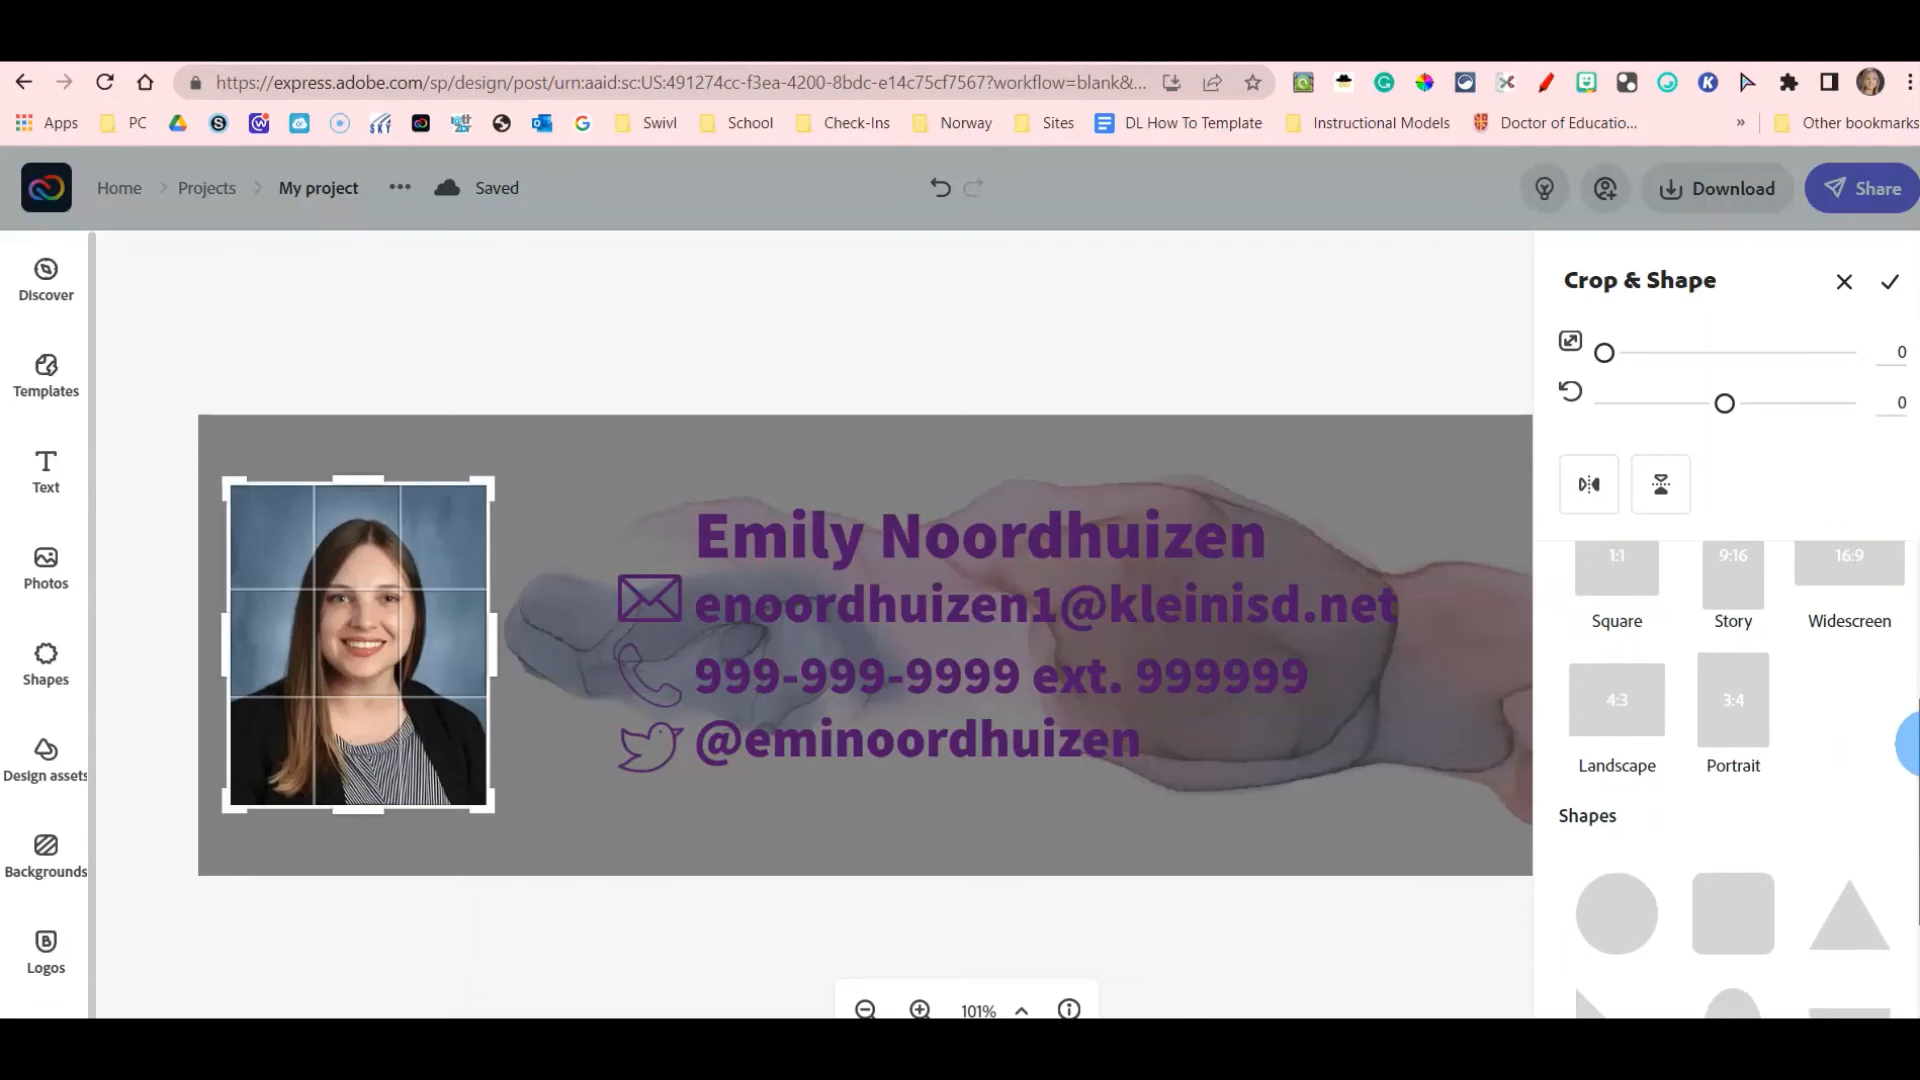 https://express.adobe.com/sp/design/post/urn:aaid:sc:US:491274cc-f3ea-4200-8bdc-e14c75cf7567?workflow=blank&...
Apps PC Swivl School Check-Ins Norway Sites DL How To Template Instructional Models Doctor of Educatio... » Other bookmarks
Home Projects My project ••• Saved Download Share
Discover
Templates
Text
Photos
Shapes
Design assets
Backgrounds
Logos
Emily Noordhuizen
enoordhuizen1@kleinisd.net
999-999-9999 ext. 999999
@eminoordhuizen
101%
Crop & Shape
0
0
1:1 9:16 16:9
Square Story Widescreen
4:3 3:4
Landscape Portrait
Shapes